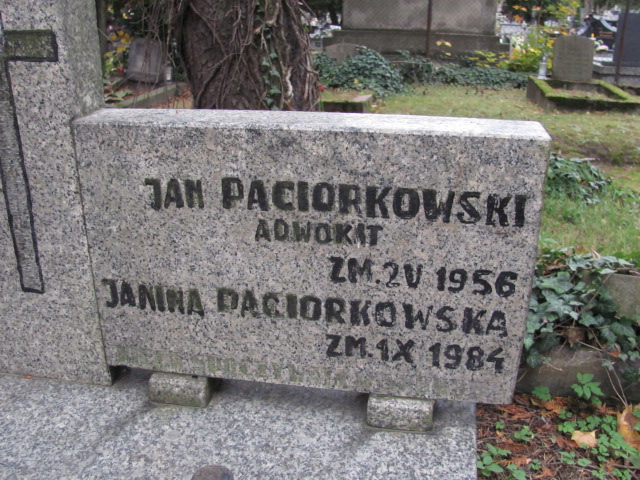 JAN PACIORKOWSKI
ADWOKAT
ZM. 2 V 1956
JANINA PACIORKOWSKA
ZM. 1 X 1984